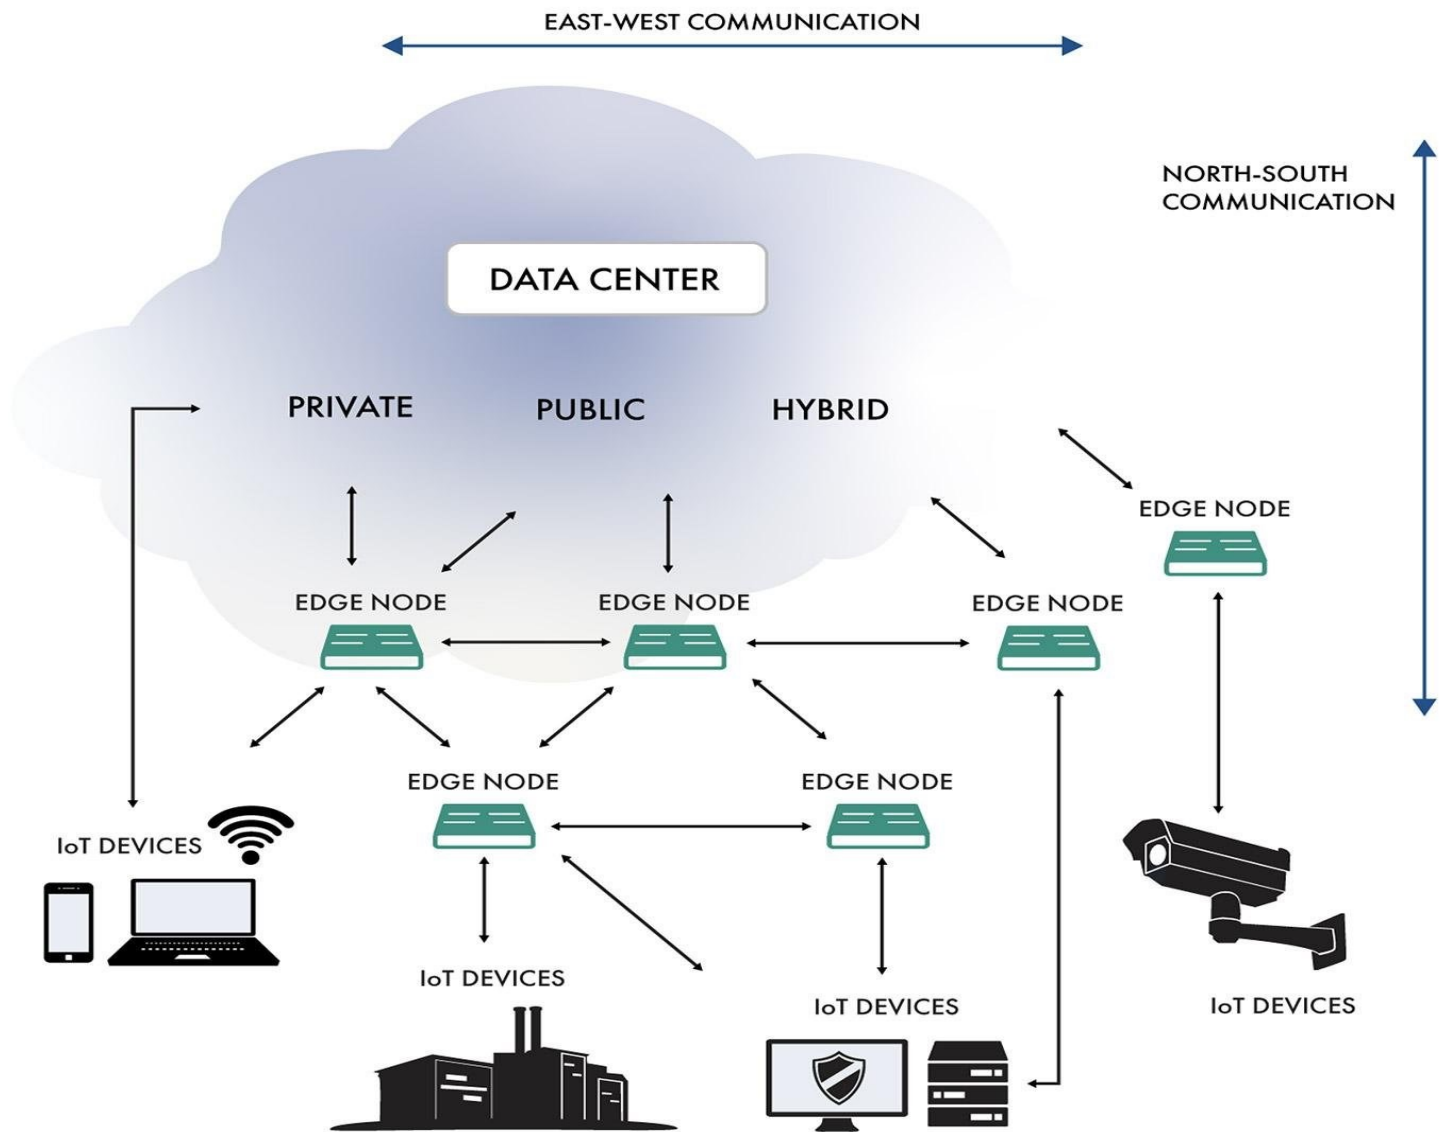 EAST-WEST COMMUNICATION
NORTH-SOUTH
COMMUNICATION
DATA CENTER
PRIVATE
PUBLIC
HYBRID
EDGE NODE
EDGE NODE
EDGE NODE
EDGE NODE
EDGE NODE
EDGE NODE
IoT DEVICES
IoT DEVICES
IoT DEVICES
IoT DEVICES